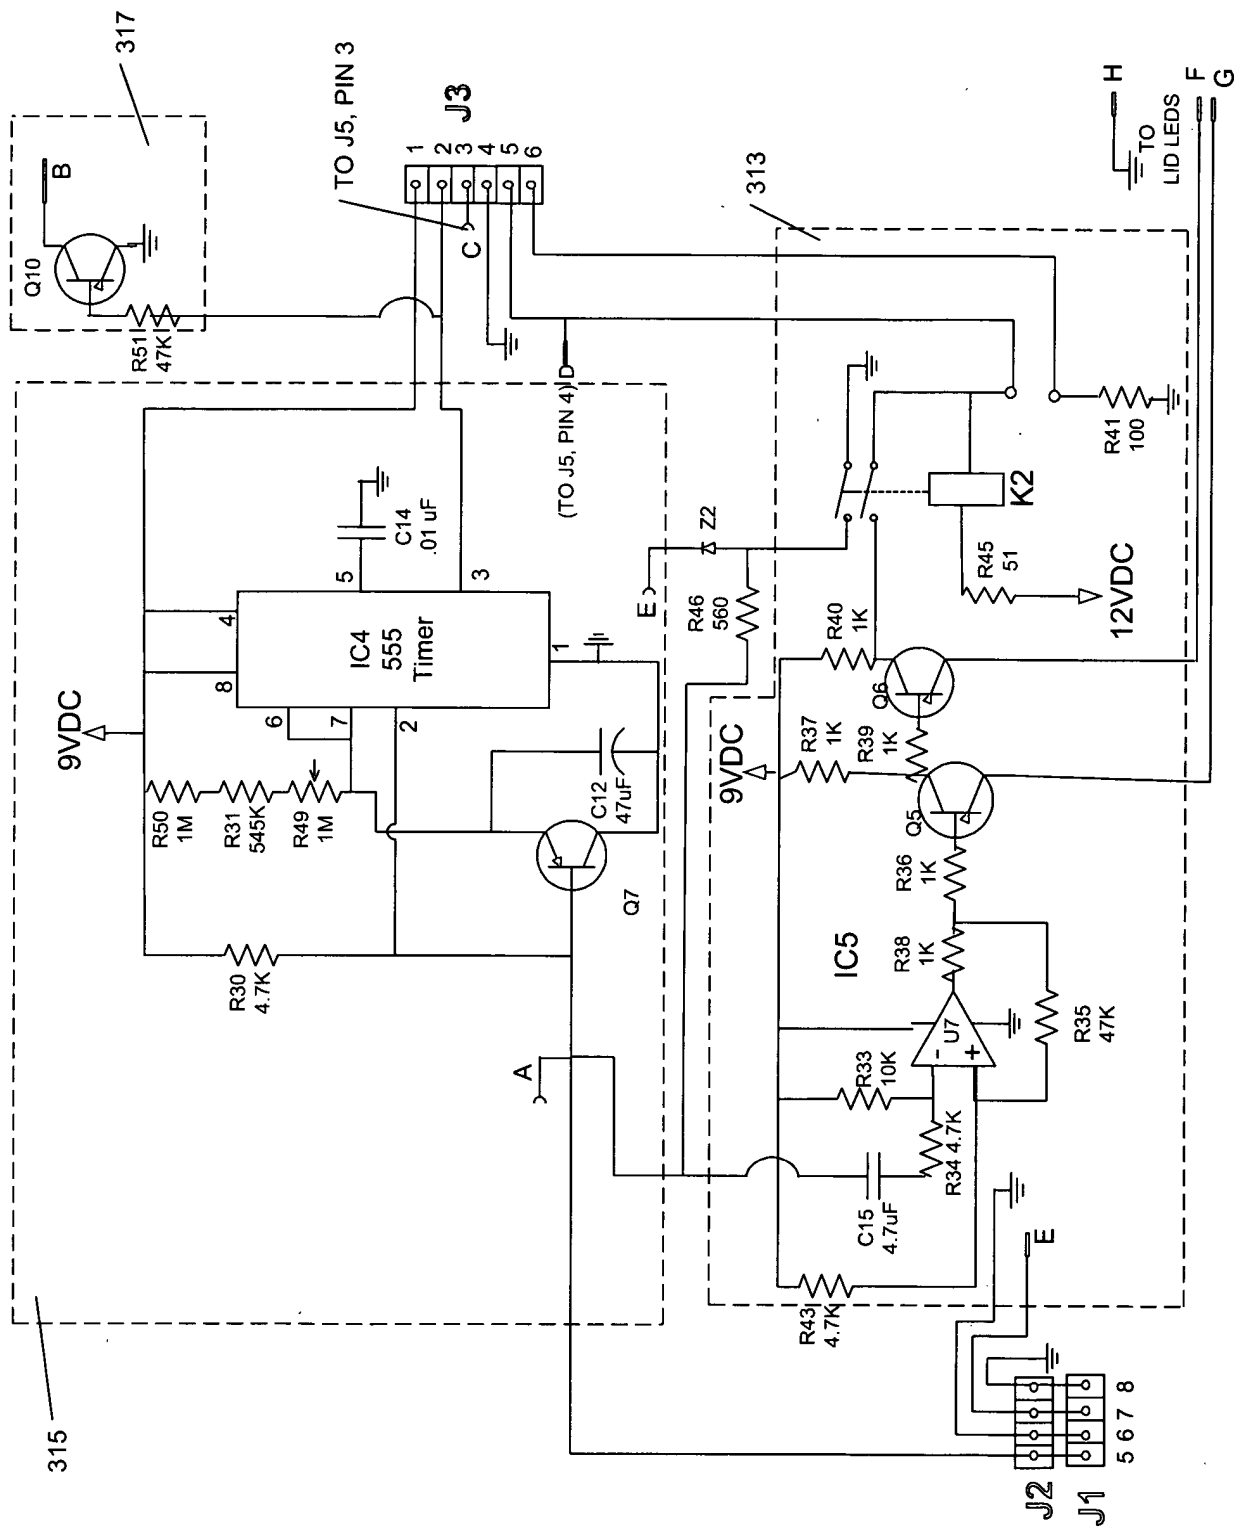 317
TO J5, PIN 3
J3
B
Q10
R51
47K
1
2
3
4
5
6
C
313
H
TO
LID LEDS
F
G
9VDC
R50
1M
R31
545K
R49
1M
R30
4.7K
8
4
6
7
2
IC4
555
Timer
5
3
1
C14
.01 uF
C12
47uF
Q7
(TO J5, PIN 4) D
A
E
Z2
R46
560
K2
R45
51
12VDC
R41
100
R40
1K
Q6
R39
1K
R37
1K
9VDC
Q5
R36
1K
R38
1K
IC5
U7
-
+
R35
47K
R33
10K
R34 4.7K
C15
4.7uF
R43
4.7K
E
315
J2
J1
5
6
7
8